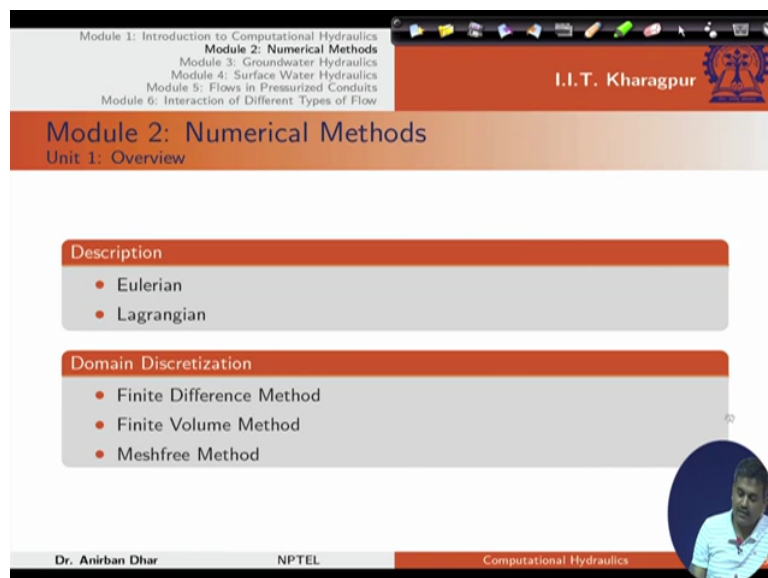 Module 1: Introduction to Computational Hydraulics
Module 2: Numerical Methods
Module 3: Groundwater Hydraulics
Module 4: Surface Water Hydraulics
Module 5: Flows in Pressurized Conduits
Module 6: Interaction of Different Types of Flow
I.I.T. Kharagpur
Module 2: Numerical Methods
Unit 1: Overview
Description
• Eulerian
• Lagrangian
Domain Discretization
• Finite Difference Method
• Finite Volume Method
• Meshfree Method
Dr. Anirban Dhar NPTEL Computational Hydraulics